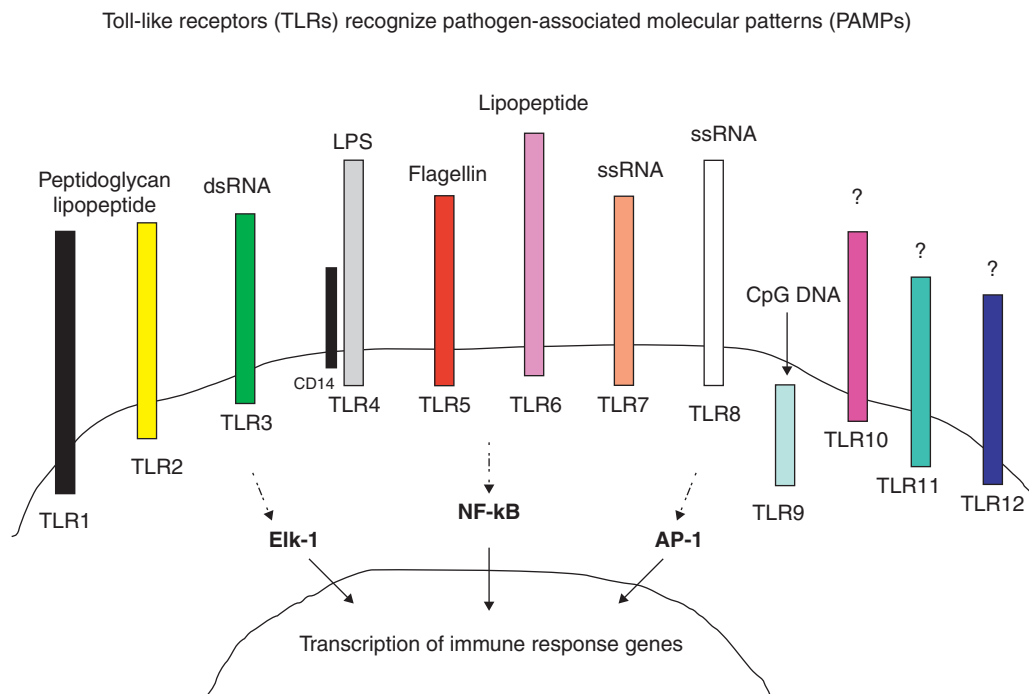 Toll-like receptors (TLRs) recognize pathogen-associated molecular patterns (PAMPs)
Lipopeptide
LPS
ssRNA
Peptidoglycan
lipopeptide
dsRNA
Flagellin
ssRNA
?
?
?
CpG DNA
CD14
TLR1
TLR2
TLR3
TLR4
TLR5
TLR6
TLR7
TLR8
TLR9
TLR10
TLR11
TLR12
Elk-1
NF-kB
AP-1
Transcription of immune response genes